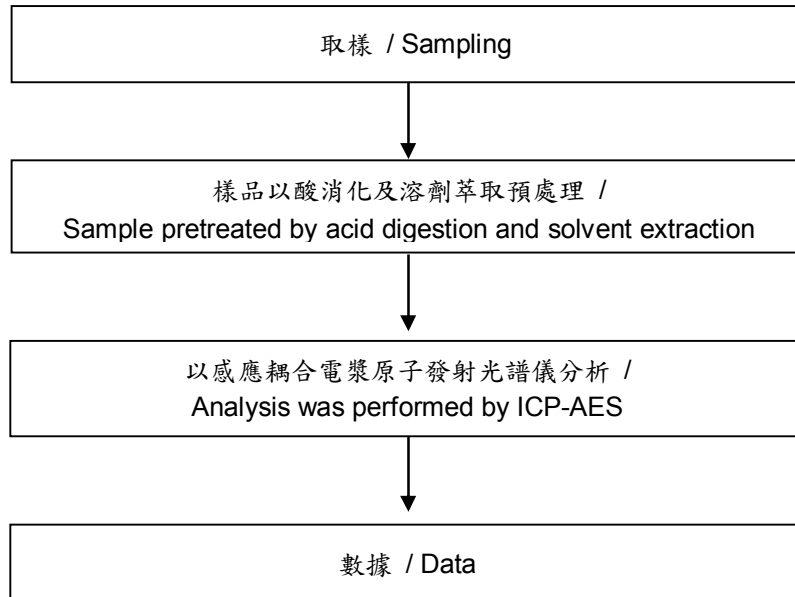 取樣 / Sampling
樣品以酸消化及溶劑萃取預處理 /
Sample pretreated by acid digestion and solvent extraction
以感應耦合電漿原子發射光譜儀分析 /
Analysis was performed by ICP-AES
數據 / Data